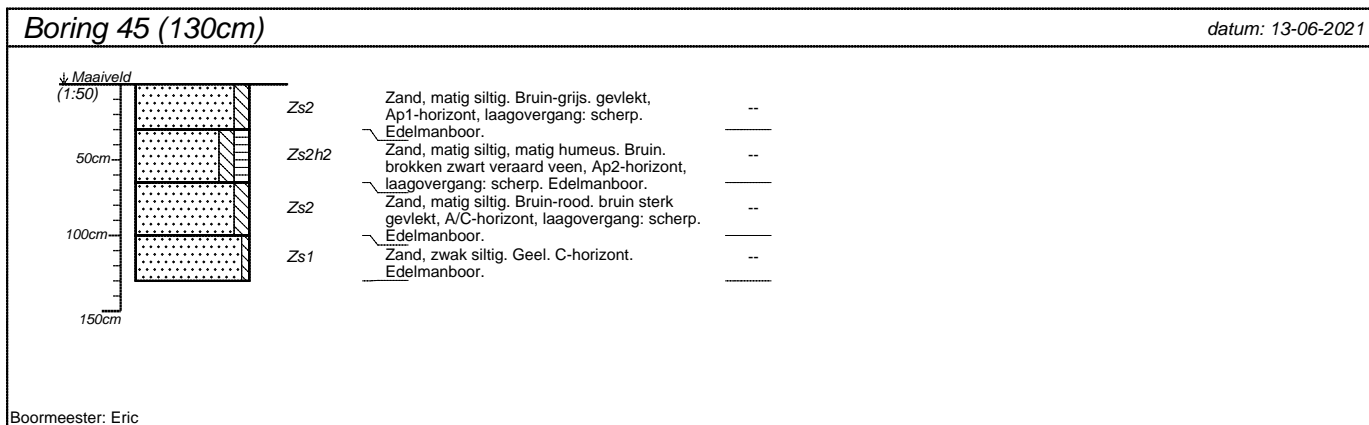 Boring 45 (130cm)
datum: 13-06-2021
Maaiveld
(1:50)
Zs2
Zand, matig siltig. Bruin-grijs. gevlekt,
Ap1-horizont, laagovergang: scherp.
Edelmanboor.
--
50cm
Zs2h2
Zand, matig siltig, matig humeus. Bruin.
brokken zwart veraard veen, Ap2-horizont,
laagovergang: scherp. Edelmanboor.
--
Zs2
Zand, matig siltig. Bruin-rood. bruin sterk
gevlekt, A/C-horizont, laagovergang: scherp.
Edelmanboor.
--
100cm
Zs1
Zand, zwak siltig. Geel. C-horizont.
Edelmanboor.
--
150cm
Boormeester: Eric